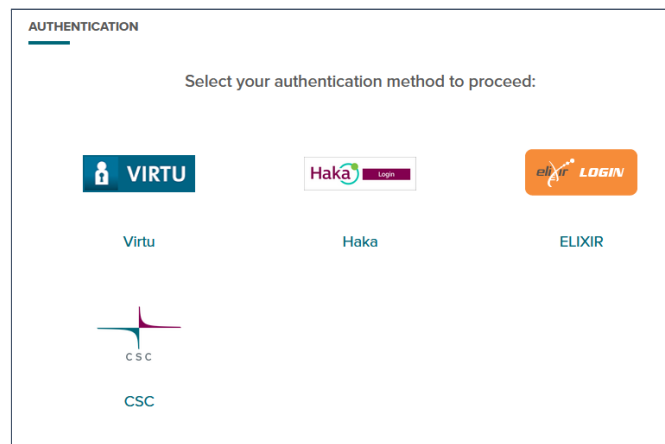 AUTHENTICATION
Select your authentication method to proceed:
VIRTU
Haka Login
elixir LOGIN
Virtu
Haka
ELIXIR
CSC
CSC